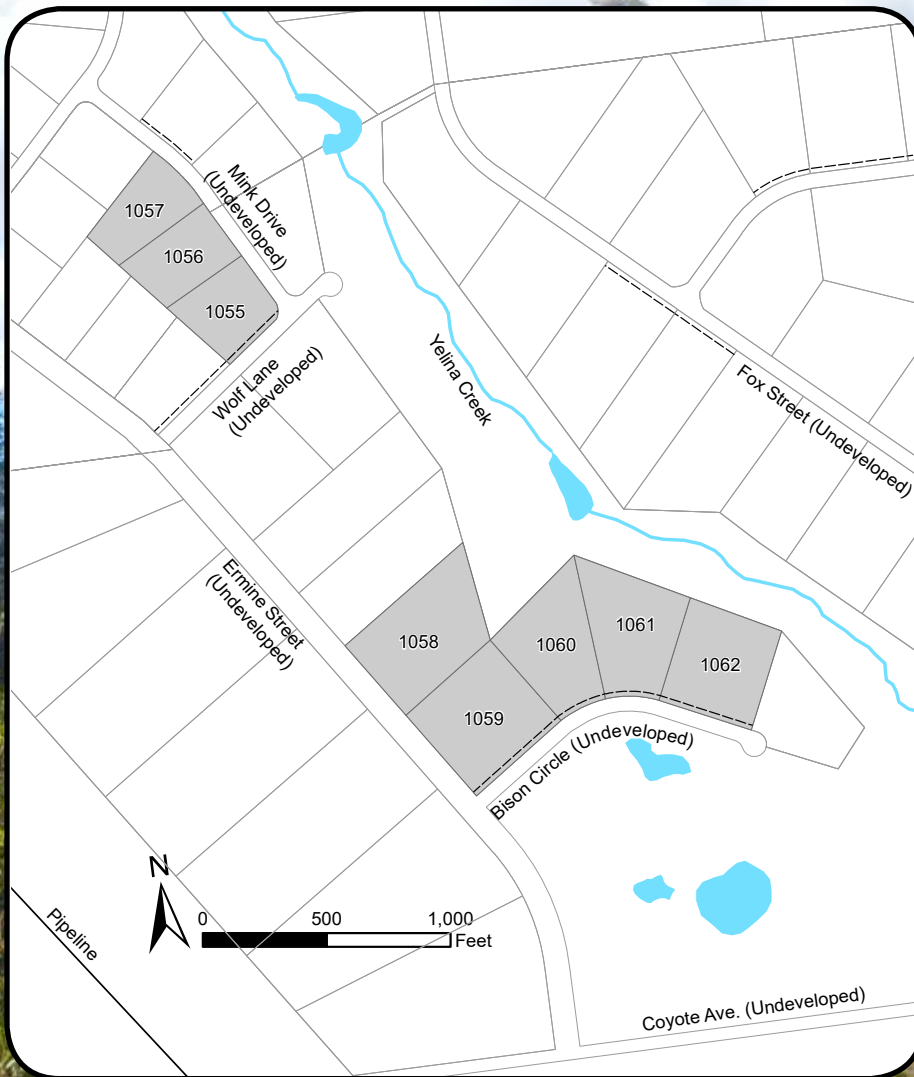 Mink Drive
(Undeveloped)
1057
1056
1055
Wolf Lane
(Undeveloped)
Yelina Creek
Fox Street (Undeveloped)
Ermine Street
(Undeveloped)
1058
1059
1060
1061
1062
Bison Circle (Undeveloped)
N
0 500 1,000
Feet
Pipeline
Coyote Ave. (Undeveloped)